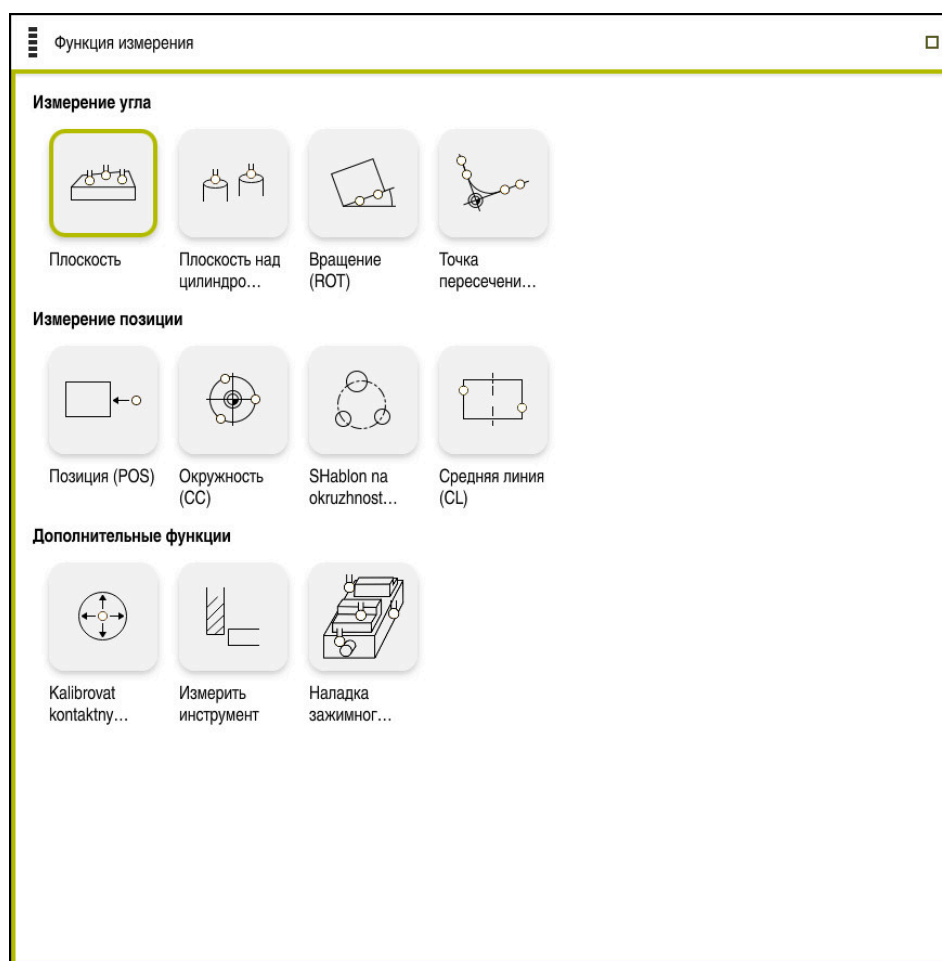 Функция измерения
Измерение угла
Плоскость
Плоскость над
цилиндро...
Вращение
(ROT)
Точка
пересечени...
Измерение позиции
Позиция (POS)
Окружность
(CC)
SHablon na
okruzhnost...
Средняя линия
(CL)
Дополнительные функции
Kalibrovat
kontaktny...
Измерить
инструмент
Наладка
зажимног...